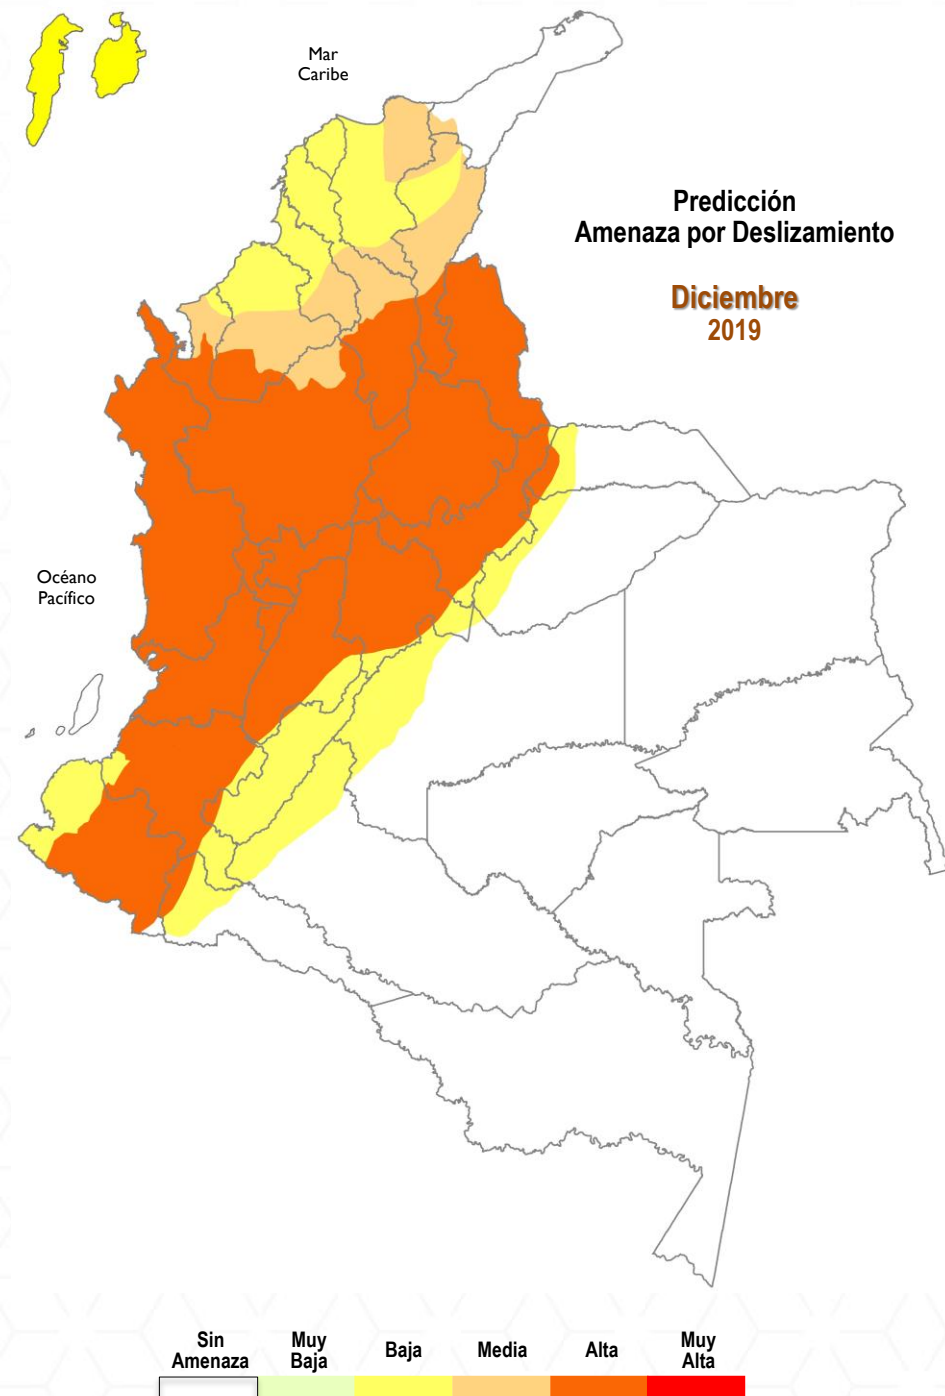 Mar
Caribe
Predicción
Amenaza por Deslizamiento
Diciembre
2019
Océano
Pacífico
Sin
Amenaza
Muy
Baja
Baja
Media
Alta
Muy
Alta